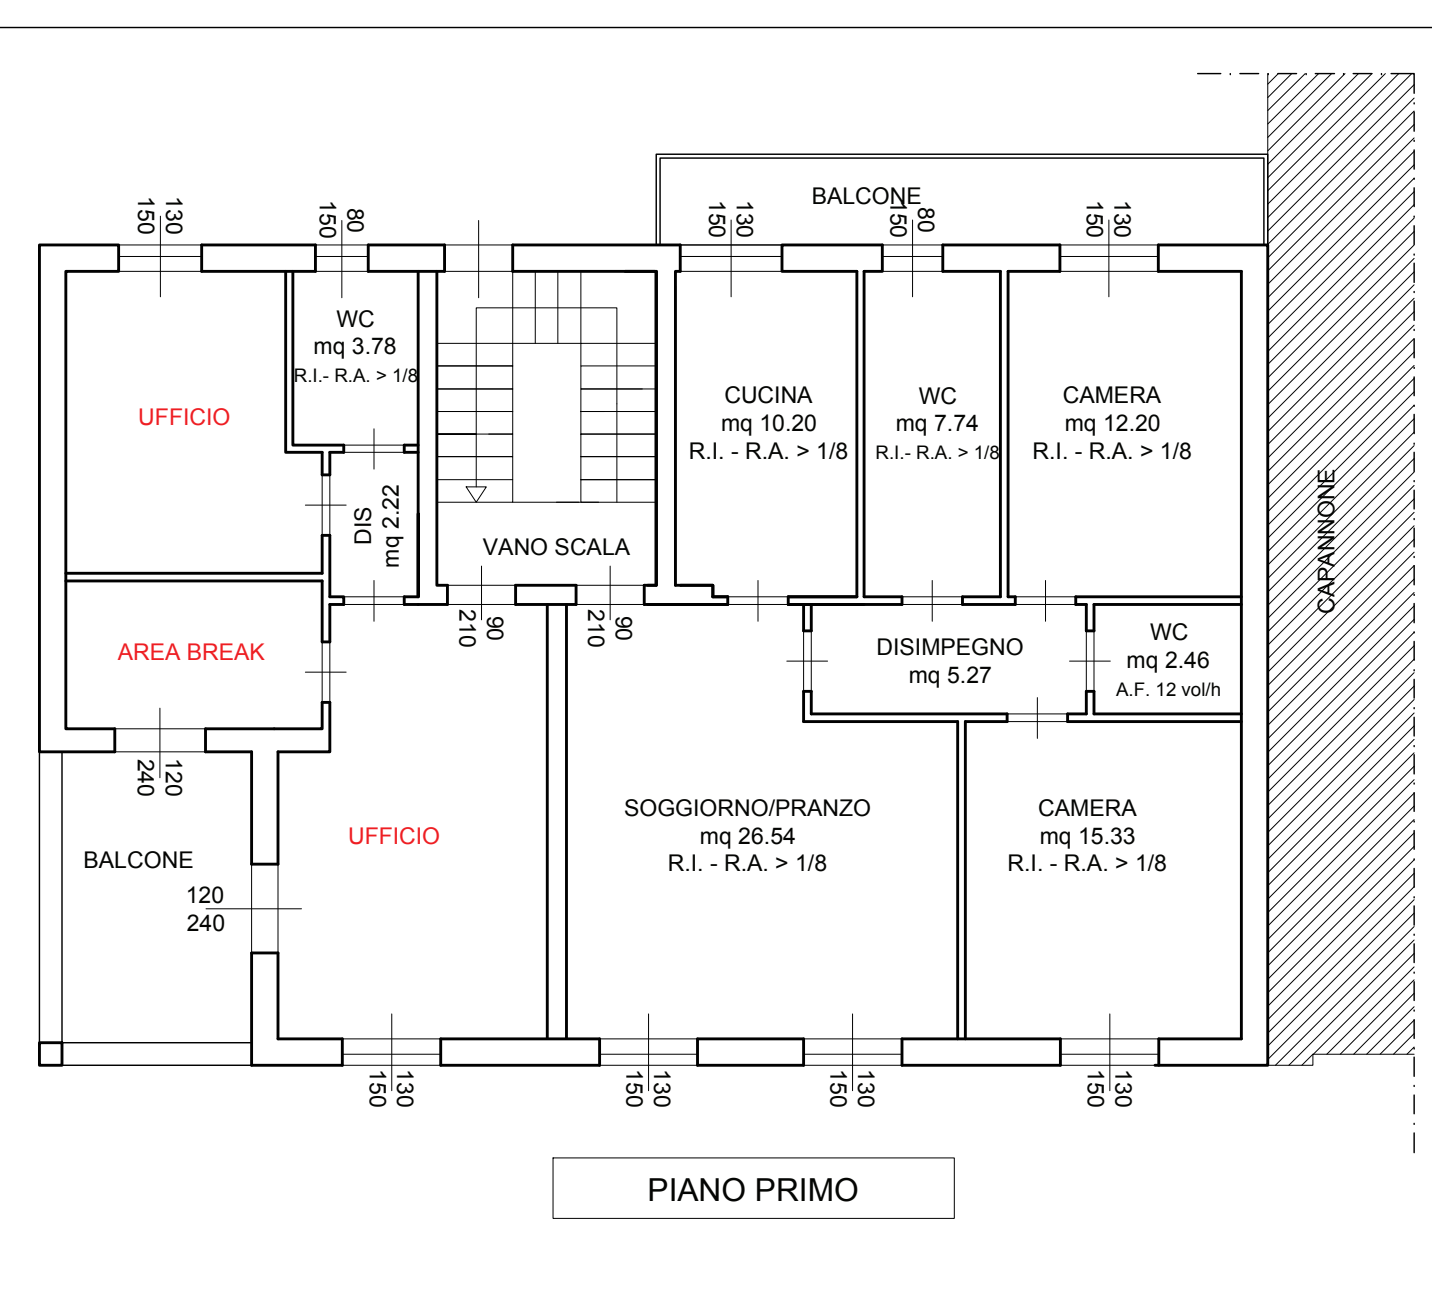 BALCONE
130
150
80
150
130
150
80
150
130
150
WC
mq 3.78
R.I.- R.A. > 1/8
UFFICIO
CUCINA
mq 10.20
R.I. - R.A. > 1/8
WC
mq 7.74
R.I.- R.A. > 1/8
CAMERA
mq 12.20
R.I. - R.A. > 1/8
CAPANNONE
DIS
mq 2.22
VANO SCALA
90
210
90
210
AREA BREAK
DISIMPEGNO
mq 5.27
WC
mq 2.46
A.F. 12 vol/h
120
240
BALCONE
120
240
UFFICIO
SOGGIORNO/PRANZO
mq 26.54
R.I. - R.A. > 1/8
CAMERA
mq 15.33
R.I. - R.A. > 1/8
130
150
130
150
130
150
130
150
PIANO PRIMO